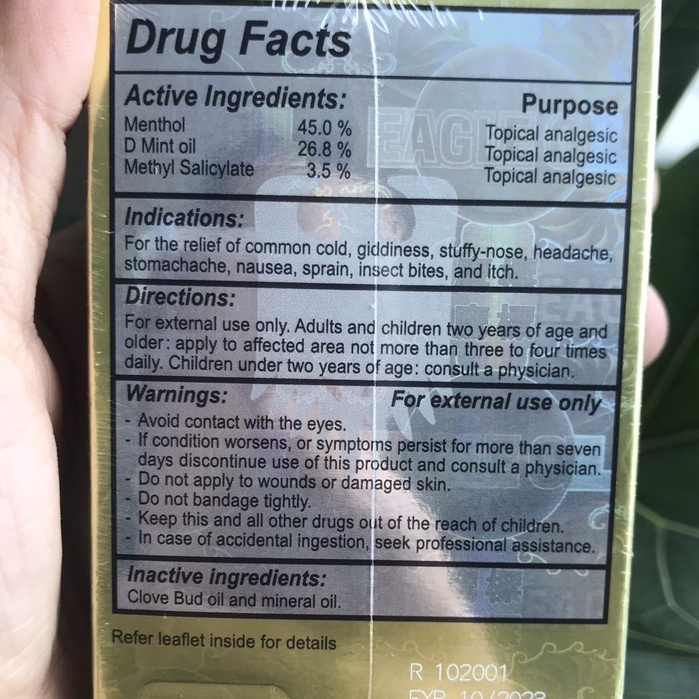 Drug Facts
Active Ingredients: Purpose
Menthol 45.0 % Topical analgesic
D Mint oil 26.8 % Topical analgesic
Methyl Salicylate 3.5 % Topical analgesic
EAGLE
Indications:
For the relief of common cold, giddiness, stuffy-nose, headache,
stomachache, nausea, sprain, insect bites, and itch.
Directions:
For external use only. Adults and children two years of age and
older: apply to affected area not more than three to four times
daily. Children under two years of age: consult a physician.
Warnings: For external use only
- Avoid contact with the eyes.
- If condition worsens, or symptoms persist for more than seven
days discontinue use of this product and consult a physician.
- Do not apply to wounds or damaged skin.
- Do not bandage tightly.
- Keep this and all other drugs out of the reach of children.
- In case of accidental ingestion, seek professional assistance.
Inactive ingredients:
Clove Bud oil and mineral oil.
Refer leaflet inside for details
R 102001
EXP 10/2028